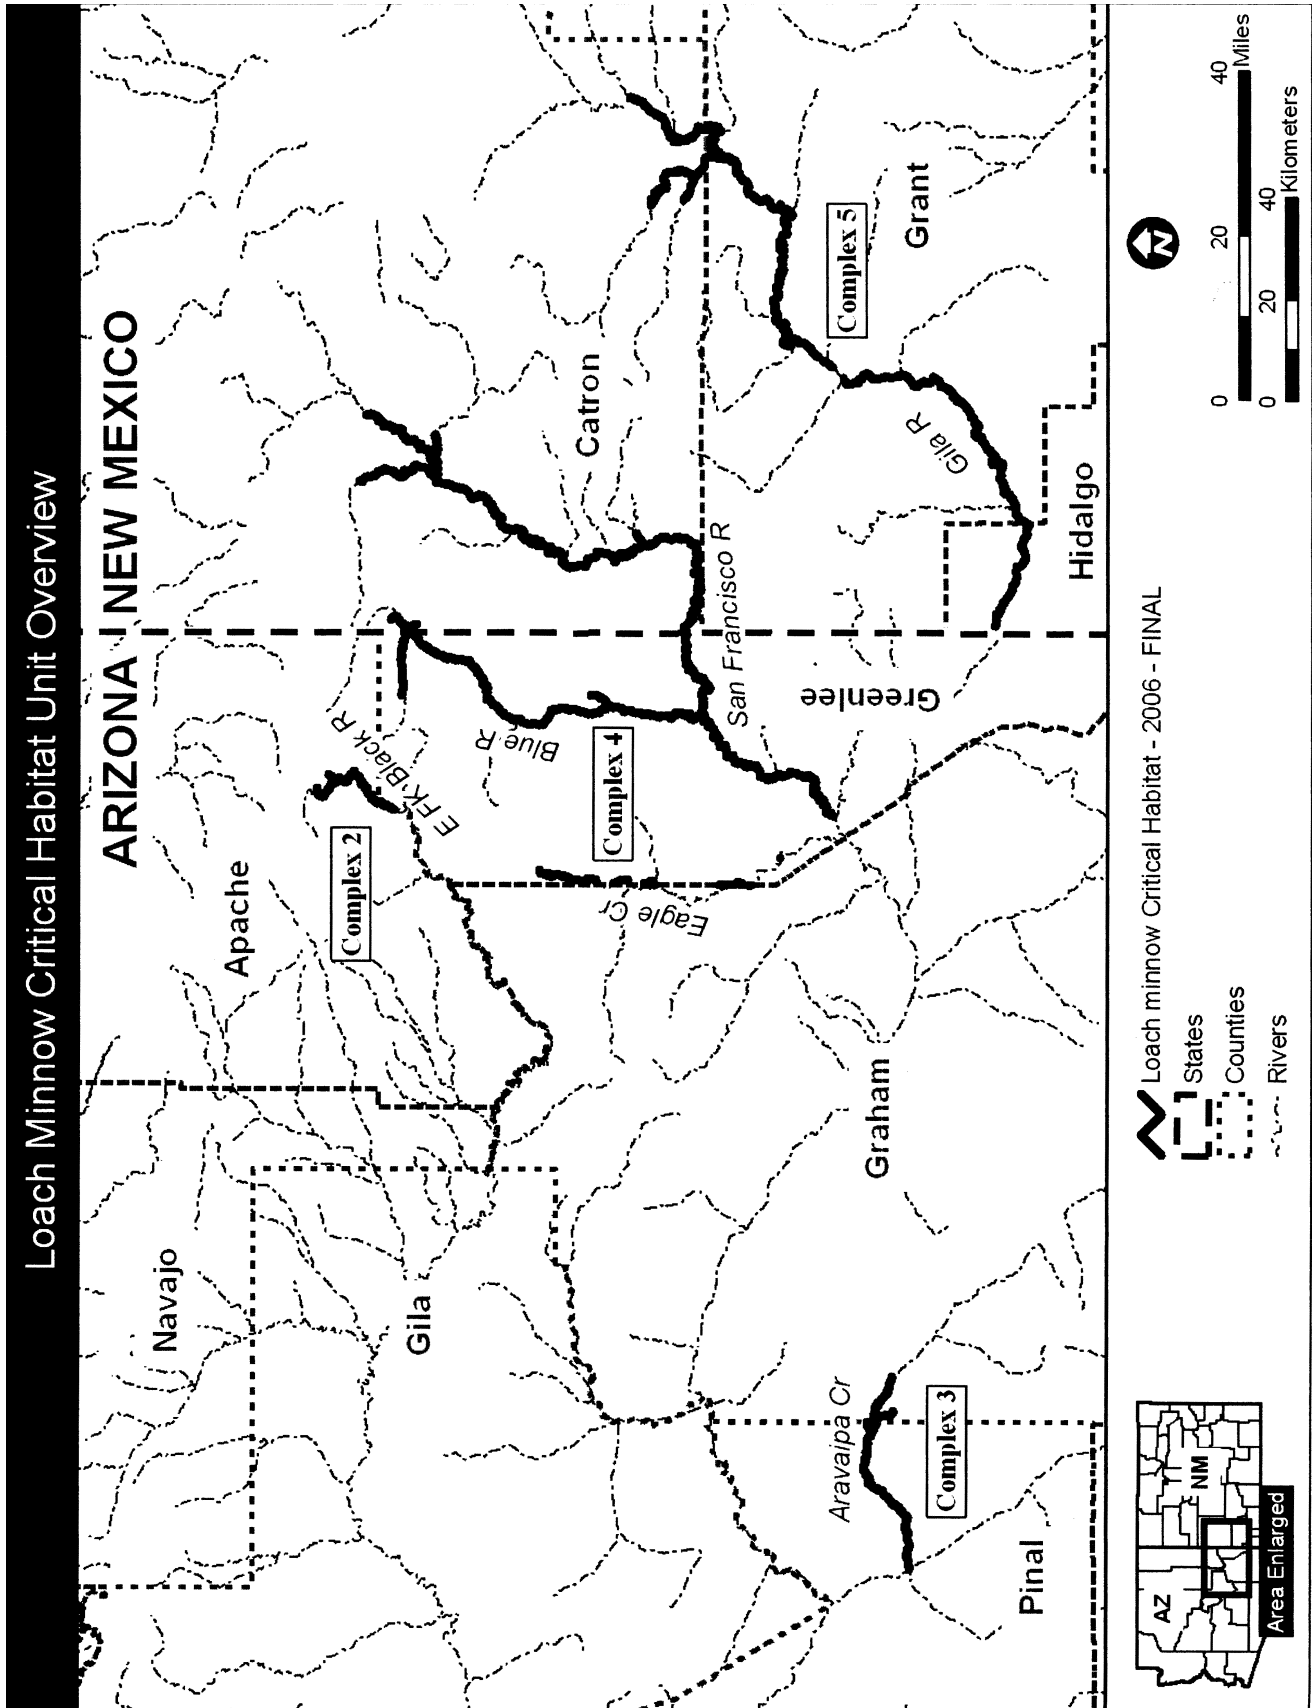 Loach Minnow Critical Habitat Unit Overview
ARIZONA
NEW MEXICO
Navajo
Apache
Gila
Complex 2
E FK Black R
Blue R
Catron
Complex 4
Eagle Cr
San Francisco R
Greenlee
Complex 5
Grant
Gila R
Graham
Aravaipa Cr
Complex 3
Pinal
Hidalgo
AZ
NM
Area Enlarged
Loach minnow Critical Habitat - 2006 - FINAL
States
Counties
Rivers
N
0 20 40
Miles
0 20 40
Kilometers